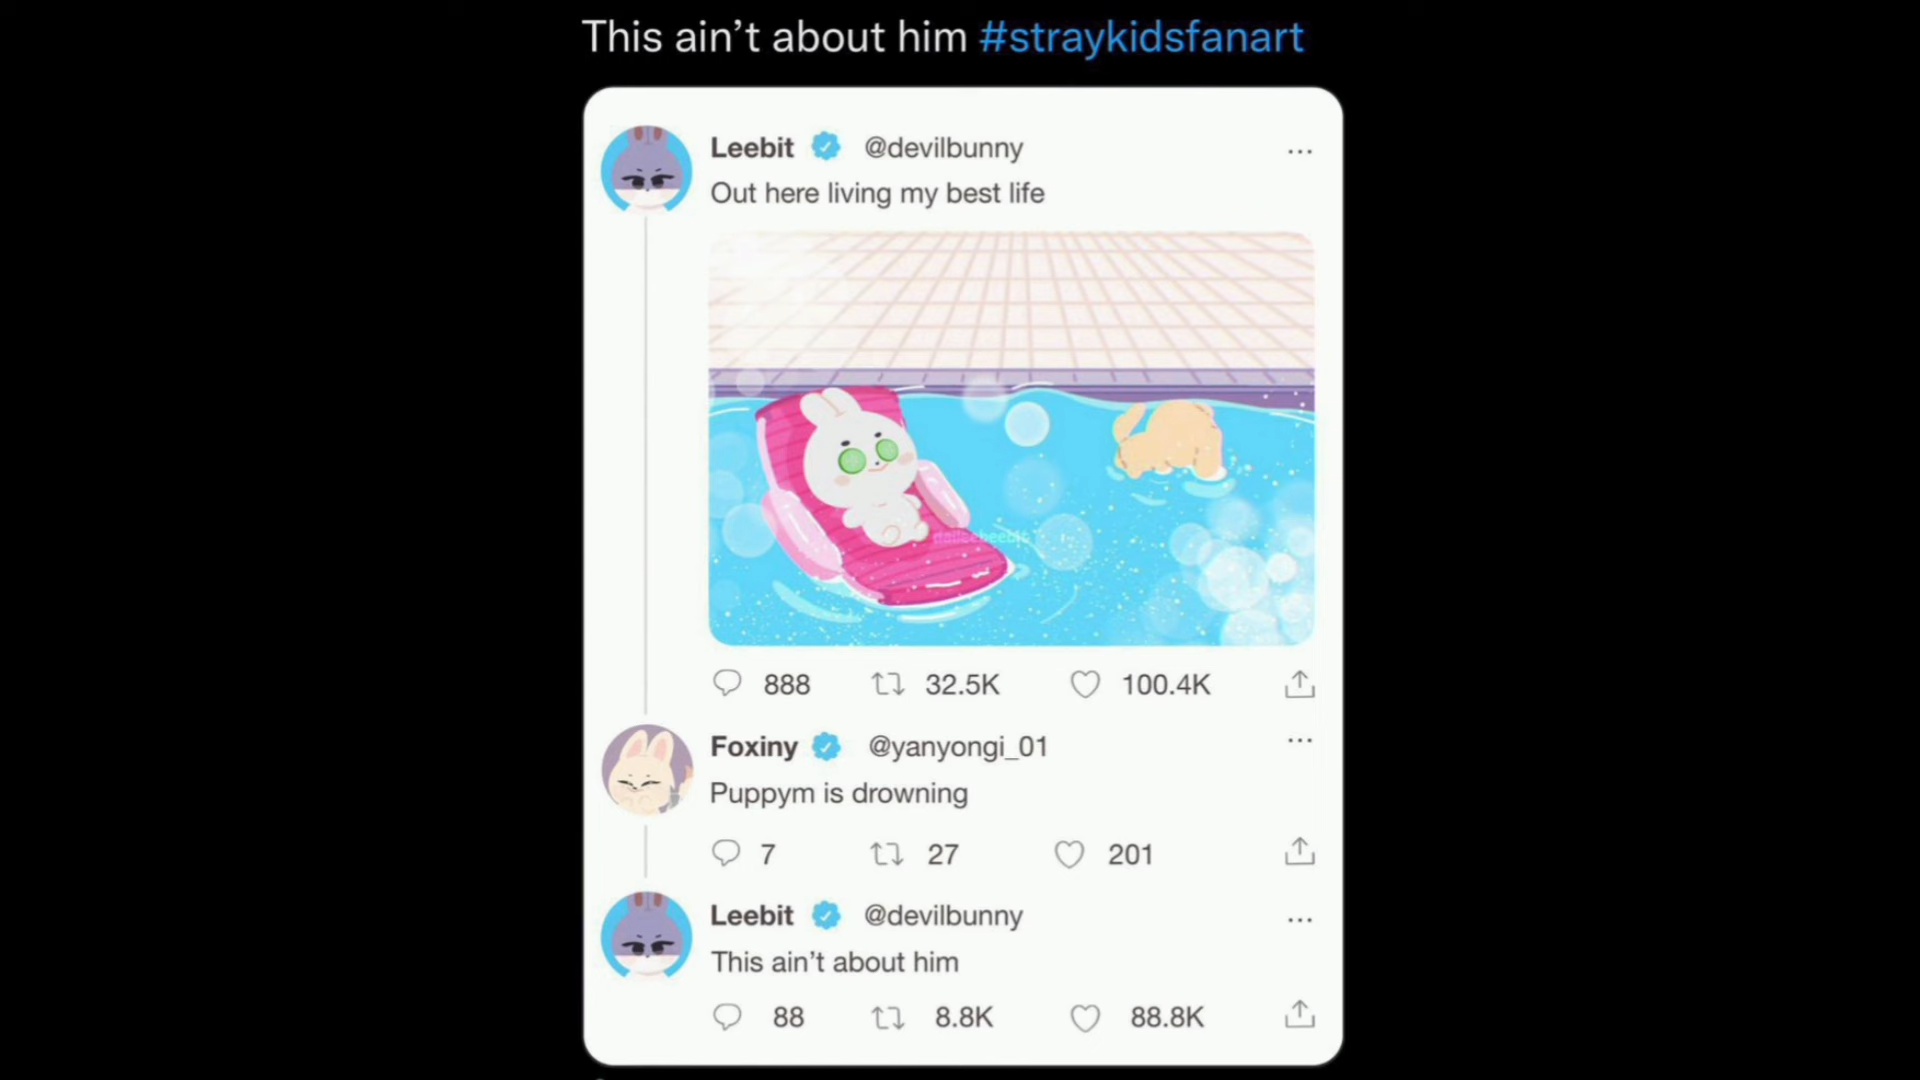 This ain’t about him #straykidsfanart
Leebit @devilbunny
Out here living my best life
888 32.5K 100.4K
Foxiny @yanyongi_01
Puppym is drowning
7 27 201
Leebit @devilbunny
This ain’t about him
88 8.8K 88.8K